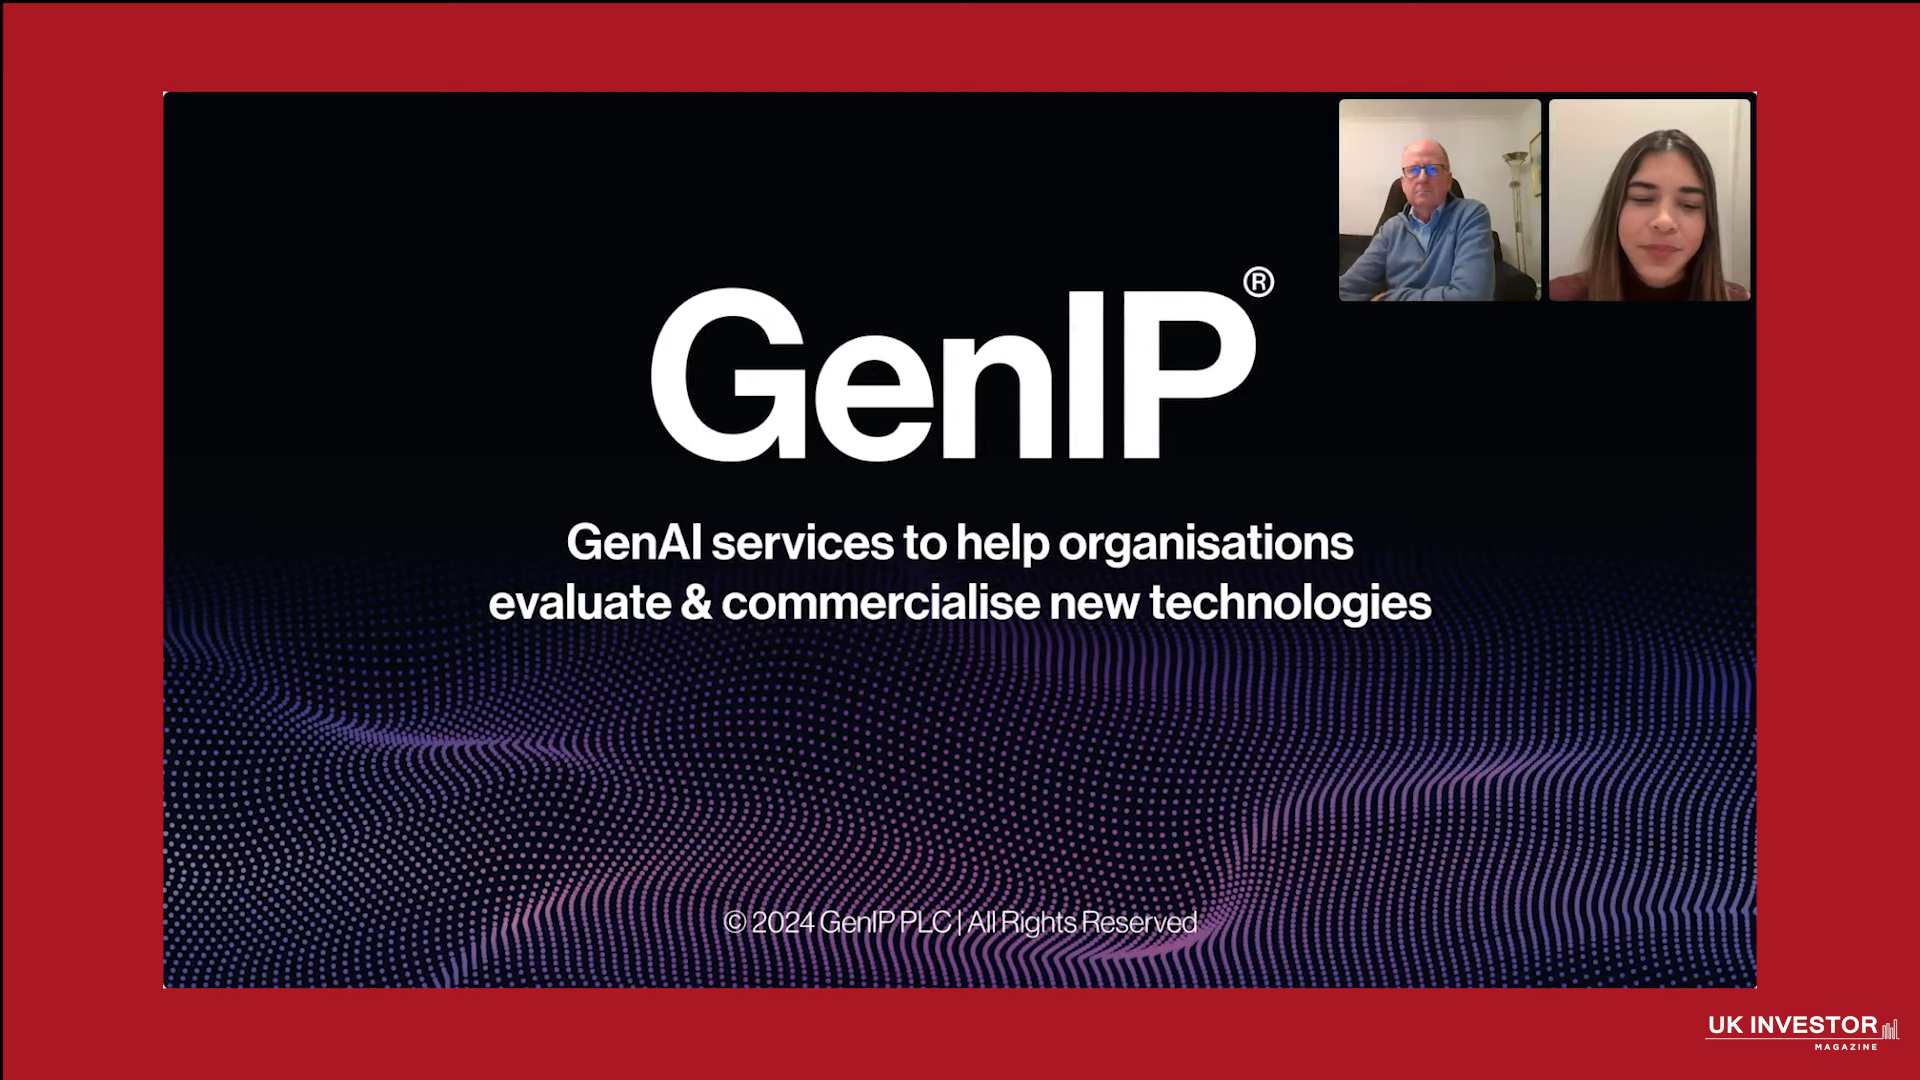 GenIP®
GenAI services to help organisations
evaluate & commercialise new technologies
© 2024 GenIP PLC | All Rights Reserved
UK INVESTOR
MAGAZINE